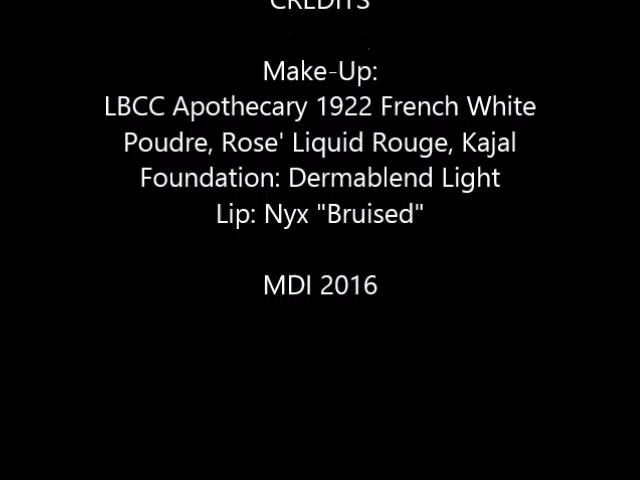 CREDITS
Make-Up:
LBCC Apothecary 1922 French White
Poudre, Rose' Liquid Rouge, Kajal
Foundation: Dermablend Light
Lip: Nyx "Bruised"
MDI 2016